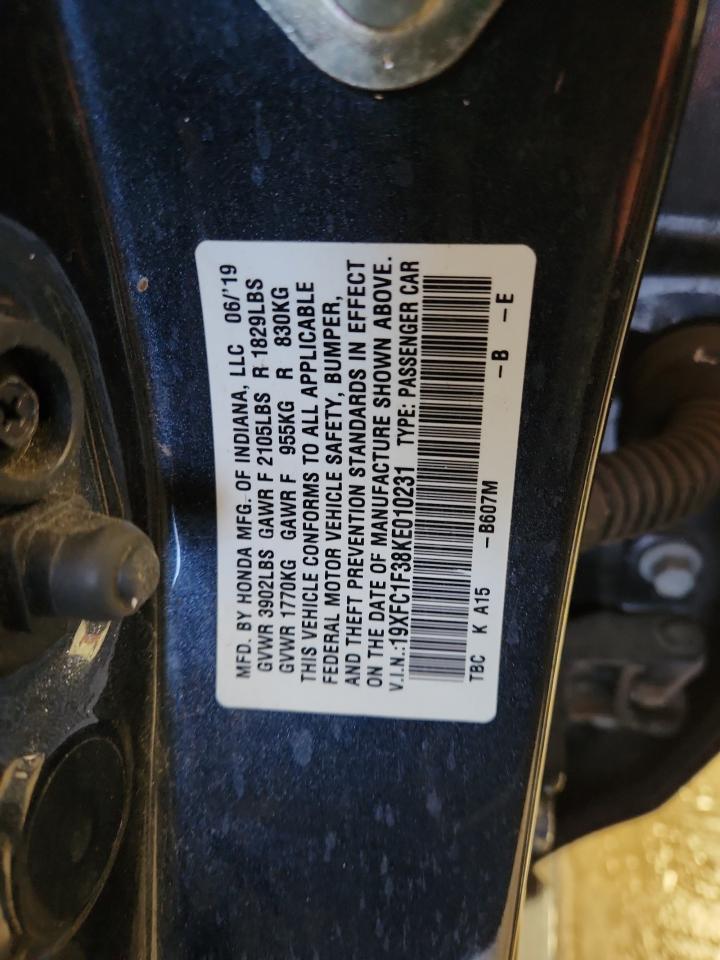 MFD. BY HONDA MFG. OF INDIANA, LLC 06/'19
GVWR 3902LBS GAWR F 2105LBS R 1829LBS
GVWR 1770KG GAWR F 955KG R 830KG
THIS VEHICLE CONFORMS TO ALL APPLICABLE
FEDERAL MOTOR VEHICLE SAFETY, BUMPER,
AND THEFT PREVENTION STANDARDS IN EFFECT
ON THE DATE OF MANUFACTURE SHOWN ABOVE.
V.I.N.:19XFC1F38KE010231 TYPE: PASSENGER CAR
TBC K A15 -B607M -B -E